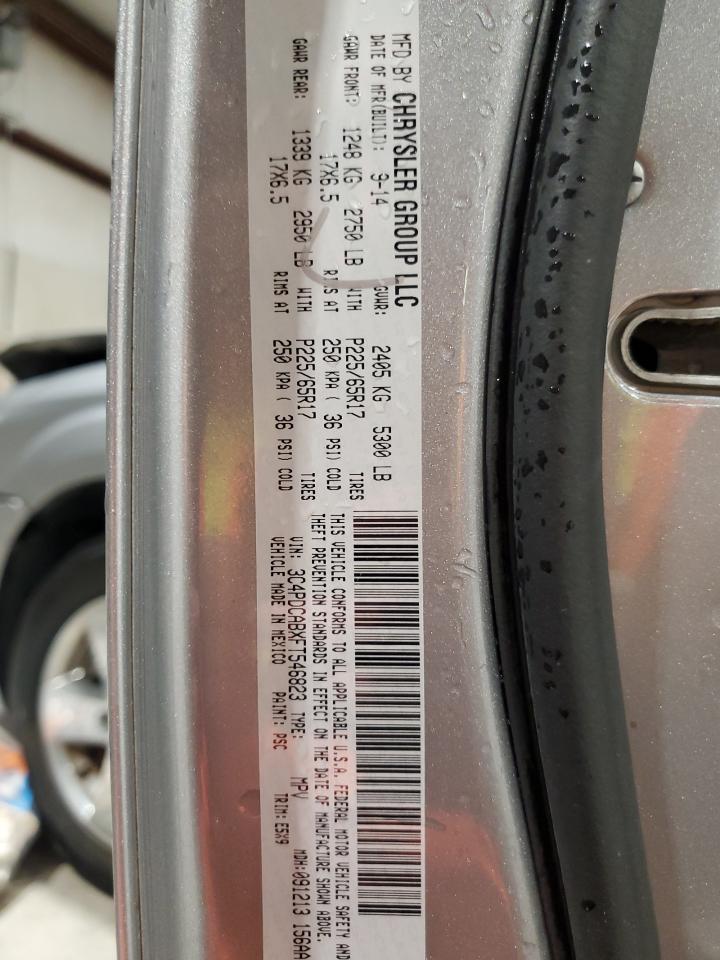 MFD BY CHRYSLER GROUP LLC
DATE OF MFR(BUILT): 9-14 GVWR: 2405 KG 5300 LB
GAWR FRONT: 1248 KG 2750 LB WITH P225/65R17 TIRES
17X6.5 RIMS AT 250 KPA ( 36 PSI) COLD
GAWR REAR: 1339 KG 2950 LB WITH P225/65R17 TIRES
17X6.5 RIMS AT 250 KPA ( 36 PSI) COLD
THIS VEHICLE CONFORMS TO ALL APPLICABLE U.S.A. FEDERAL MOTOR VEHICLE SAFETY AND
THEFT PREVENTION STANDARDS IN EFFECT ON THE DATE OF MANUFACTURE SHOWN ABOVE.
VIN: 3C4PDCABXFT546823 TYPE: MPV MDH:091213 156AA
VEHICLE MADE IN MEXICO PAINT: PSC TRIM: E5X9